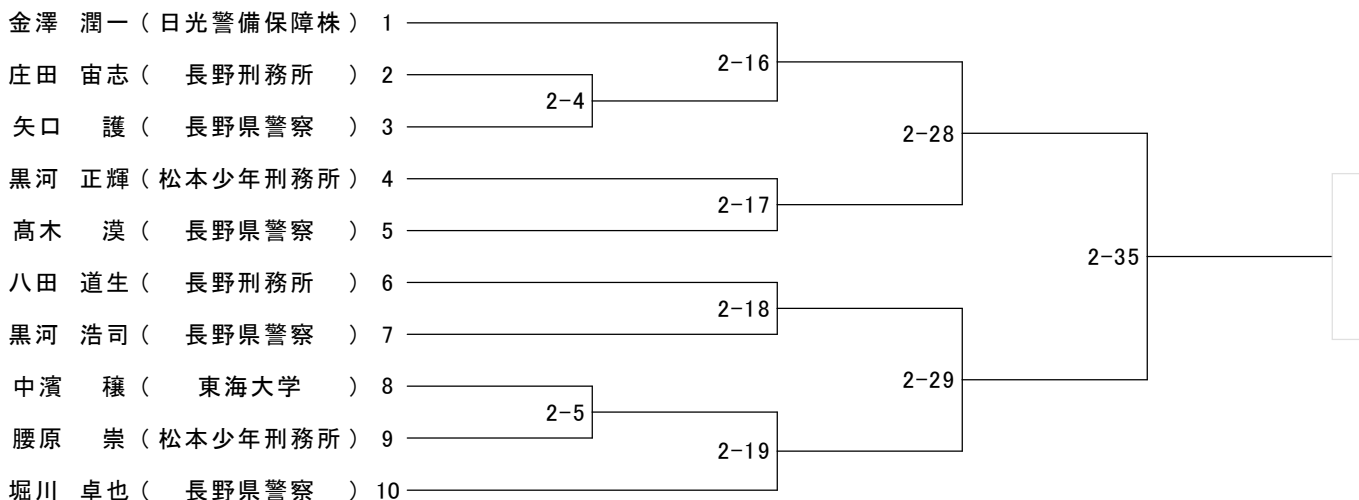 金澤　潤一（日光警備保障株） 1
2-16
庄田　宙志（　長野刑務所　） 2
2-4
矢口　　護（　長野県警察　） 3
2-28
黒河　正輝（松本少年刑務所） 4
2-17
髙木　　漠（　長野県警察　） 5
2-35
八田　道生（　長野刑務所　） 6
2-18
黒河　浩司（　長野県警察　） 7
中濱　　穣（　東海大学　） 8
2-29
2-5
腰原　　崇（松本少年刑務所） 9
2-19
堀川　卓也（　長野県警察　） 10